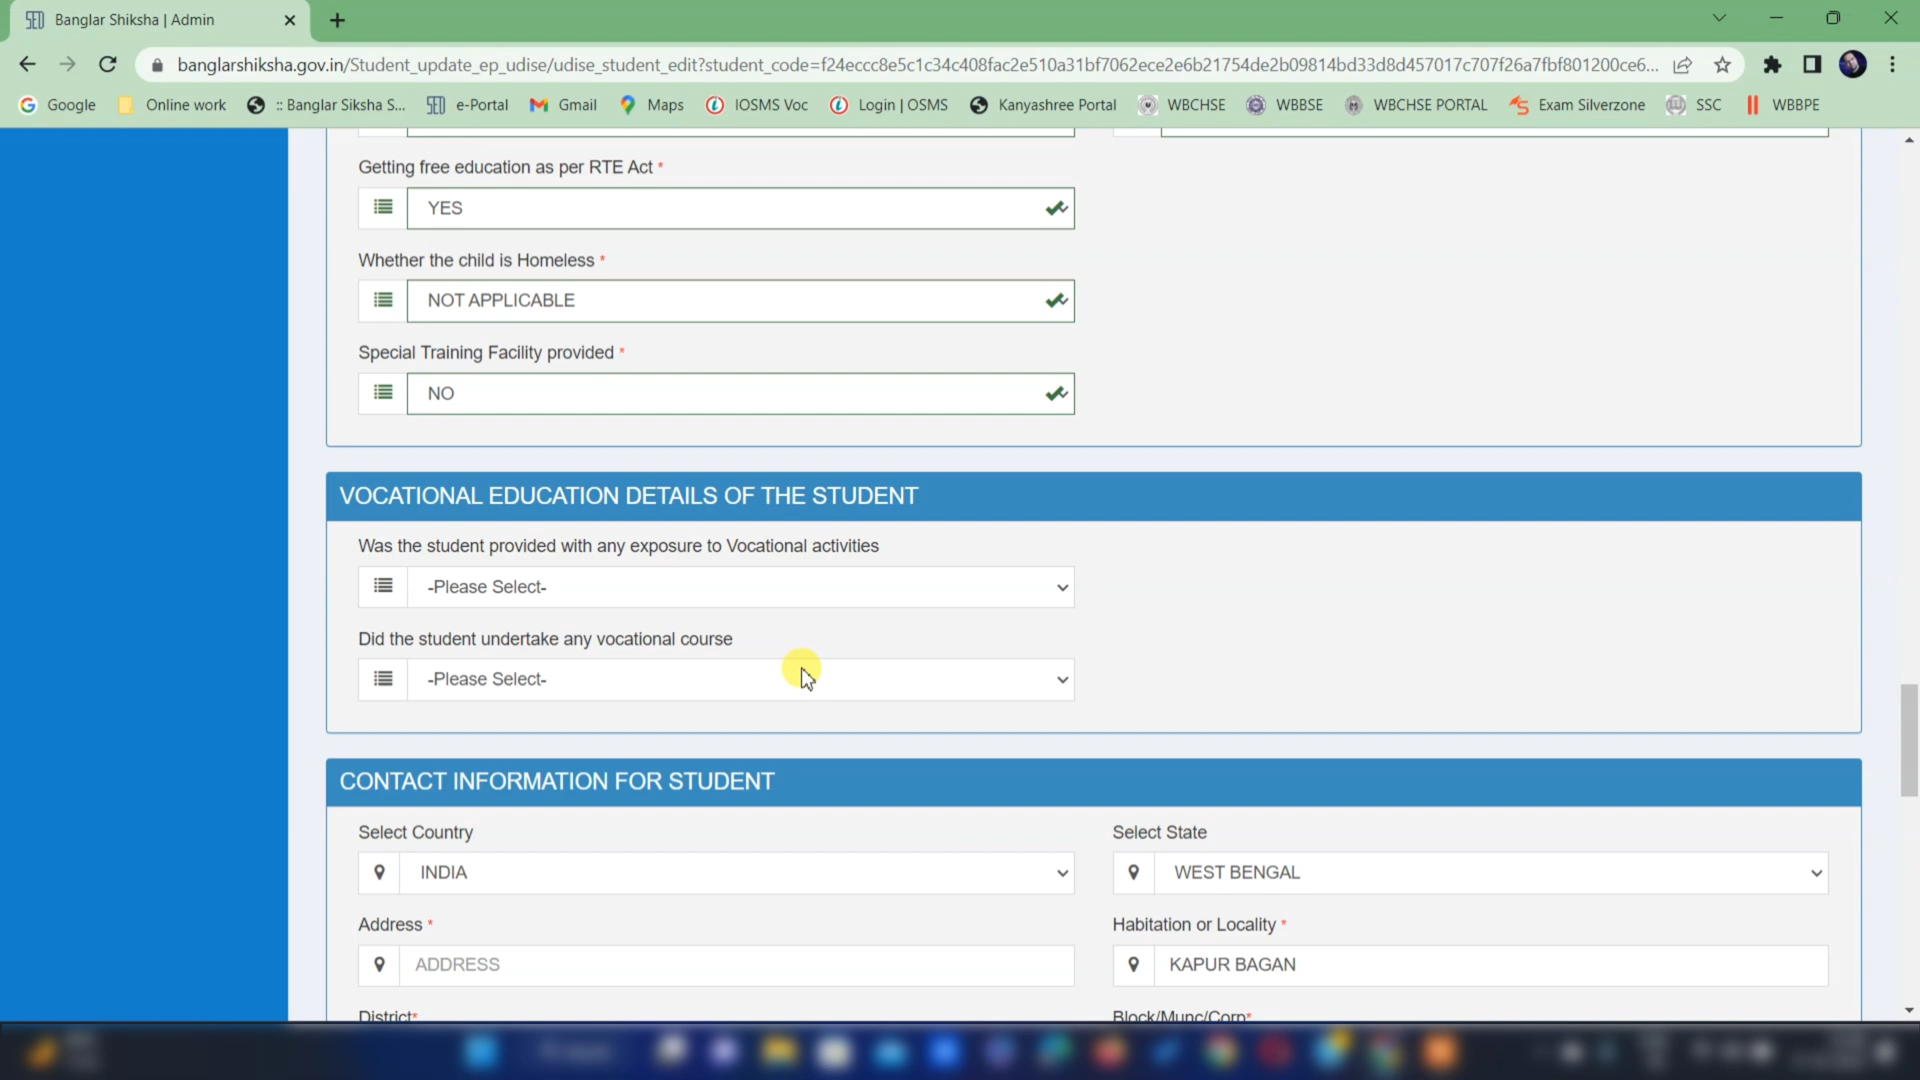 Banglar Shiksha | Admin
banglarshiksha.gov.in/Student_update_ep_udise/udise_student_edit?student_code=f24eccc8e5c1c34c408fac2e510a31bf7062ece2e6b21754de2b09814bd33d8d457017c707f26a7fbf801200ce6...
Google Online work :: Banglar Siksha S... e-Portal Gmail Maps IOSMS Voc Login | OSMS Kanyashree Portal WBCHSE WBBSE WBCHSE PORTAL Exam Silverzone SSC WBBPE
Getting free education as per RTE Act *
YES
Whether the child is Homeless *
NOT APPLICABLE
Special Training Facility provided *
NO
VOCATIONAL EDUCATION DETAILS OF THE STUDENT
Was the student provided with any exposure to Vocational activities
-Please Select-
Did the student undertake any vocational course
-Please Select-
CONTACT INFORMATION FOR STUDENT
Select Country Select State
INDIA WEST BENGAL
Address * Habitation or Locality *
ADDRESS KAPUR BAGAN
District* Block/Munc/Corp*